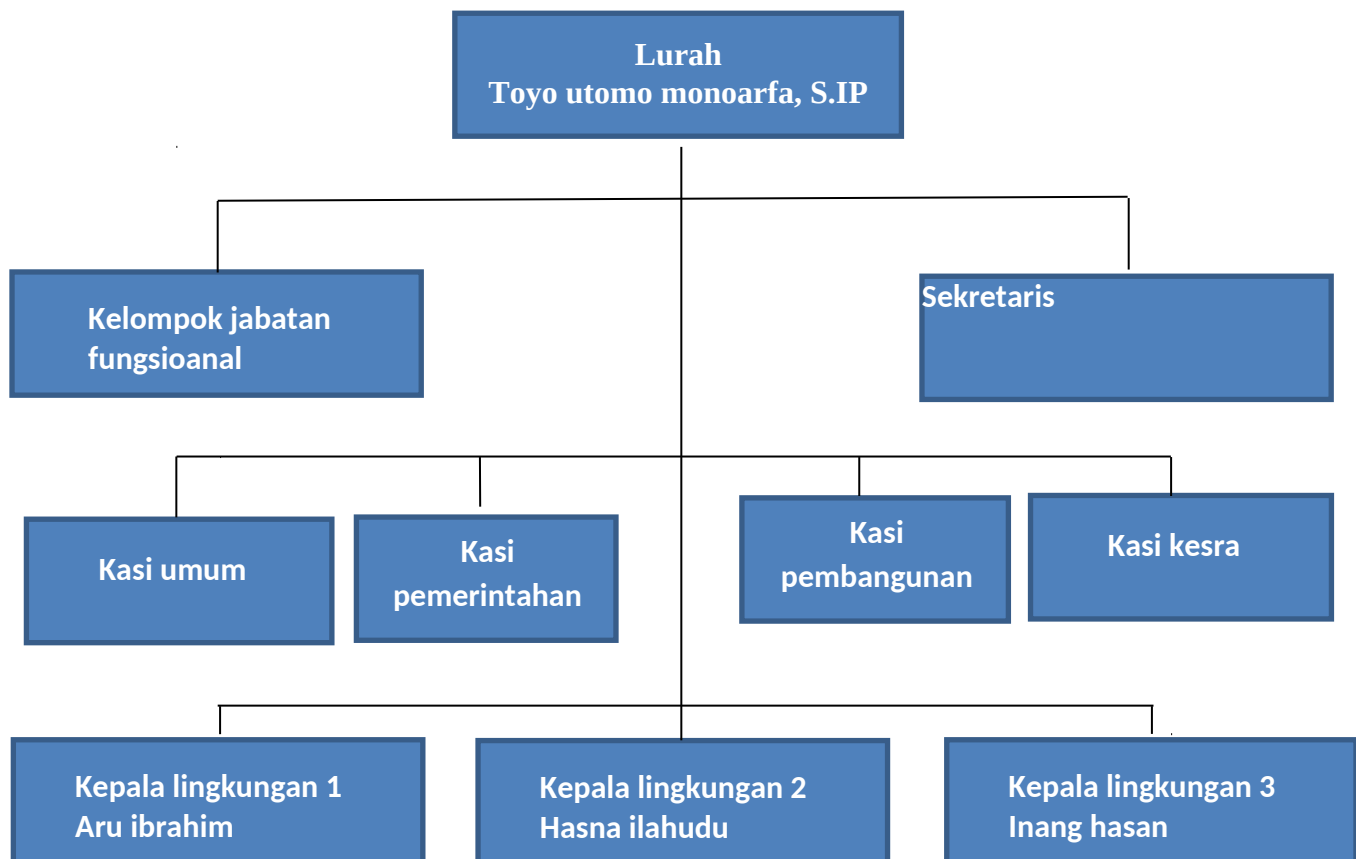 Lurah
Toyo utomo monoarfa, S.IP
Kelompok jabatan
fungsioanal
Sekretaris
Kasi umum
Kasi
pemerintahan
Kasi
pembangunan
Kasi kesra
Kepala lingkungan 1
Aru ibrahim
Kepala lingkungan 2
Hasna ilahudu
Kepala lingkungan 3
Inang hasan